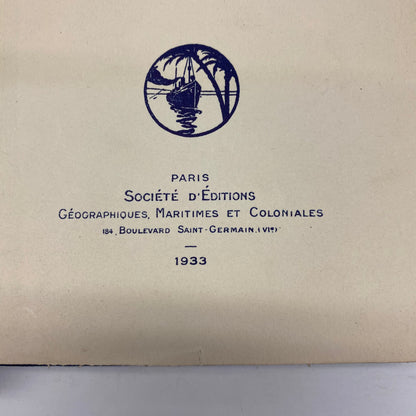 PARIS
SOCIÉTÉ D'ÉDITIONS
GÉOGRAPHIQUES, MARITIMES ET COLONIALES
184, BOULEVARD SAINT-GERMAIN, (VIe)
—
1933